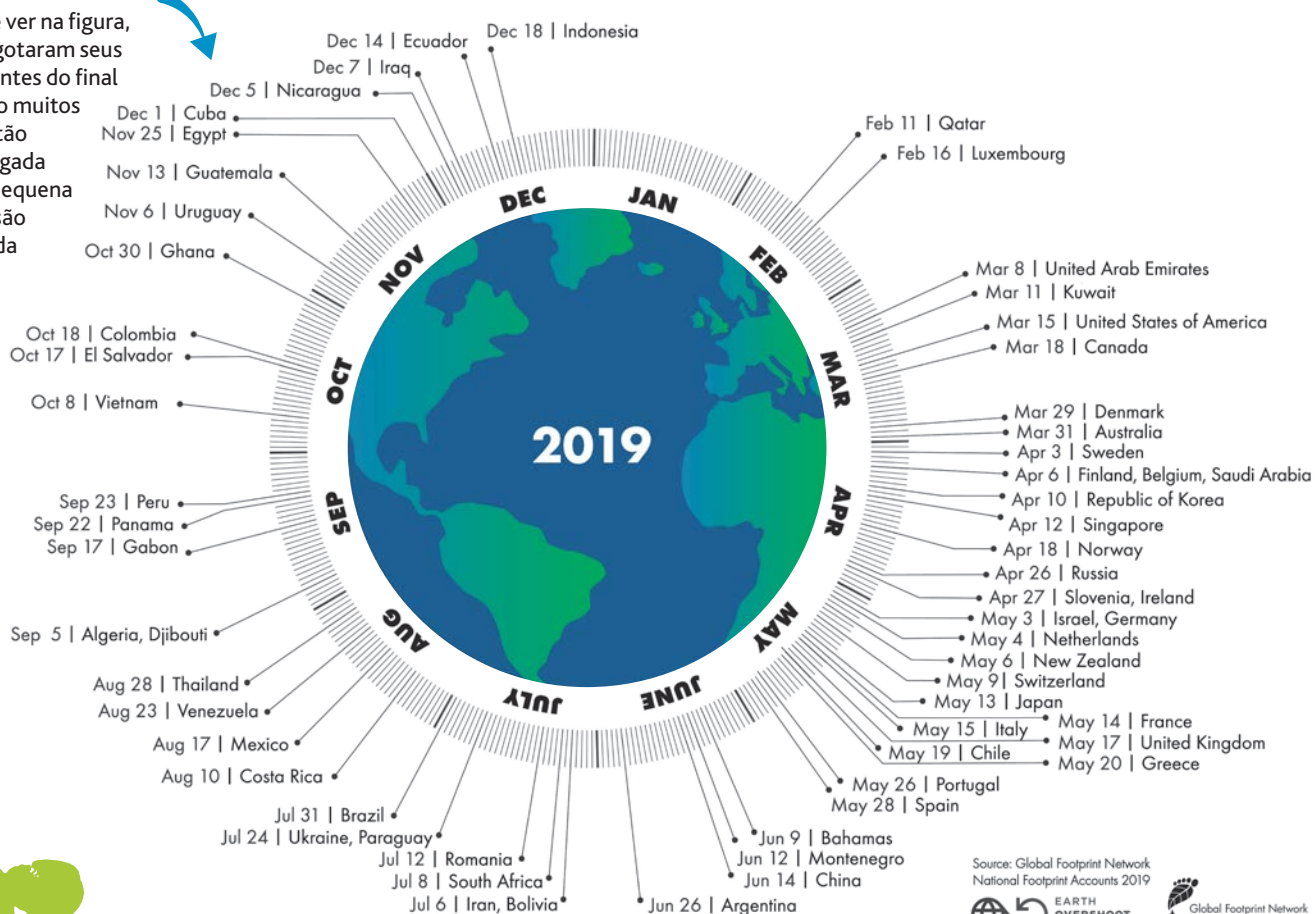 e ver na figura,
gotaram seus
ntes do final
o muitos
tão
gada
equena
são
da
Dec 18 | Indonesia
Dec 14 | Ecuador
Dec 7 | Iraq
Dec 5 | Nicaragua
Dec 1 | Cuba
Nov 25 | Egypt
Nov 13 | Guatemala
Nov 6 | Uruguay
Oct 30 | Ghana
Oct 18 | Colombia
Oct 17 | El Salvador
Oct 8 | Vietnam
Sep 23 | Peru
Sep 22 | Panama
Sep 17 | Gabon
Sep 5 | Algeria, Djibouti
Aug 28 | Thailand
Aug 23 | Venezuela
Aug 17 | Mexico
Aug 10 | Costa Rica
Jul 31 | Brazil
Jul 24 | Ukraine, Paraguay
Jul 12 | Romania
Jul 8 | South Africa
Jul 6 | Iran, Bolivia
JAN
FEB
MAR
APR
MAY
JUNE
JULY
AUG
SEP
OCT
NOV
DEC
2019
Feb 11 | Qatar
Feb 16 | Luxembourg
Mar 8 | United Arab Emirates
Mar 11 | Kuwait
Mar 15 | United States of America
Mar 18 | Canada
Mar 29 | Denmark
Mar 31 | Australia
Apr 3 | Sweden
Apr 6 | Finland, Belgium, Saudi Arabia
Apr 10 | Republic of Korea
Apr 12 | Singapore
Apr 18 | Norway
Apr 26 | Russia
Apr 27 | Slovenia, Ireland
May 3 | Israel, Germany
May 4 | Netherlands
May 6 | New Zealand
May 9 | Switzerland
May 13 | Japan
May 14 | France
May 15 | Italy
May 17 | United Kingdom
May 19 | Chile
May 20 | Greece
May 26 | Portugal
May 28 | Spain
Jun 9 | Bahamas
Jun 12 | Montenegro
Jun 14 | China
Jun 26 | Argentina
Source: Global Footprint Network
National Footprint Accounts 2019
EARTH
OVERSHOOT
Global Footprint Network